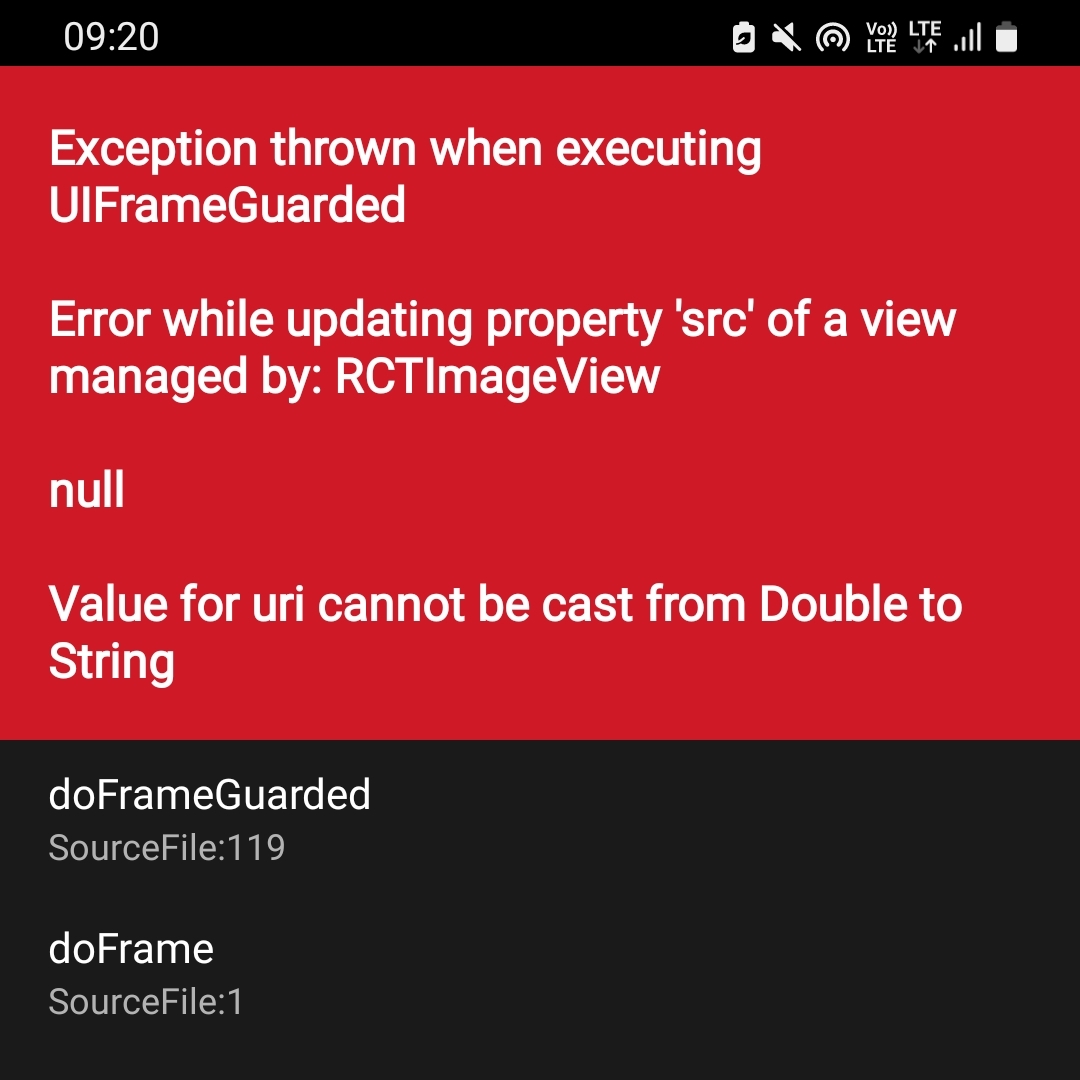 09:20
Vo)) LTE
LTE
Exception thrown when executing
UIFrameGuarded
Error while updating property 'src' of a view
managed by: RCTImageView
null
Value for uri cannot be cast from Double to
String
doFrameGuarded
SourceFile:119
doFrame
SourceFile:1